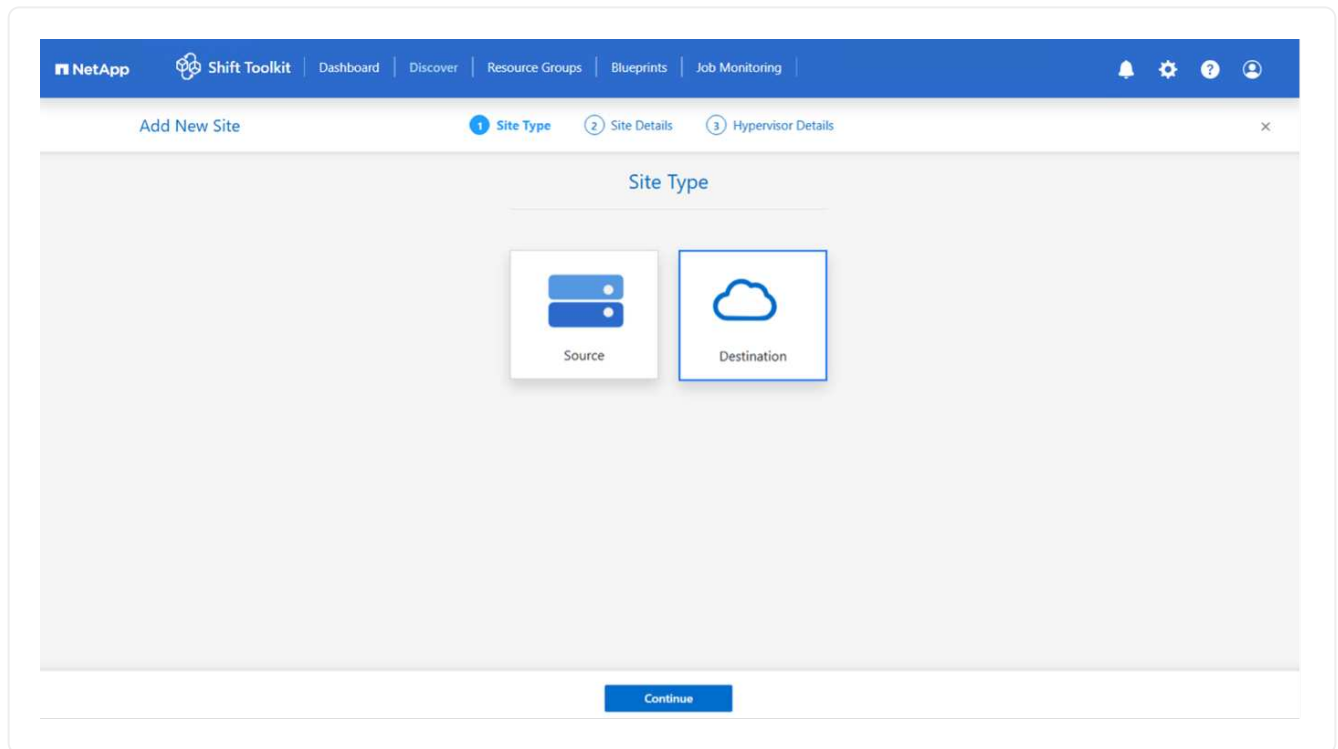 NetApp Shift Toolkit Dashboard Discover Resource Groups Blueprints Job Monitoring ?
Add New Site 1 Site Type 2 Site Details 3 Hypervisor Details ×
Site Type
Source Destination
Continue